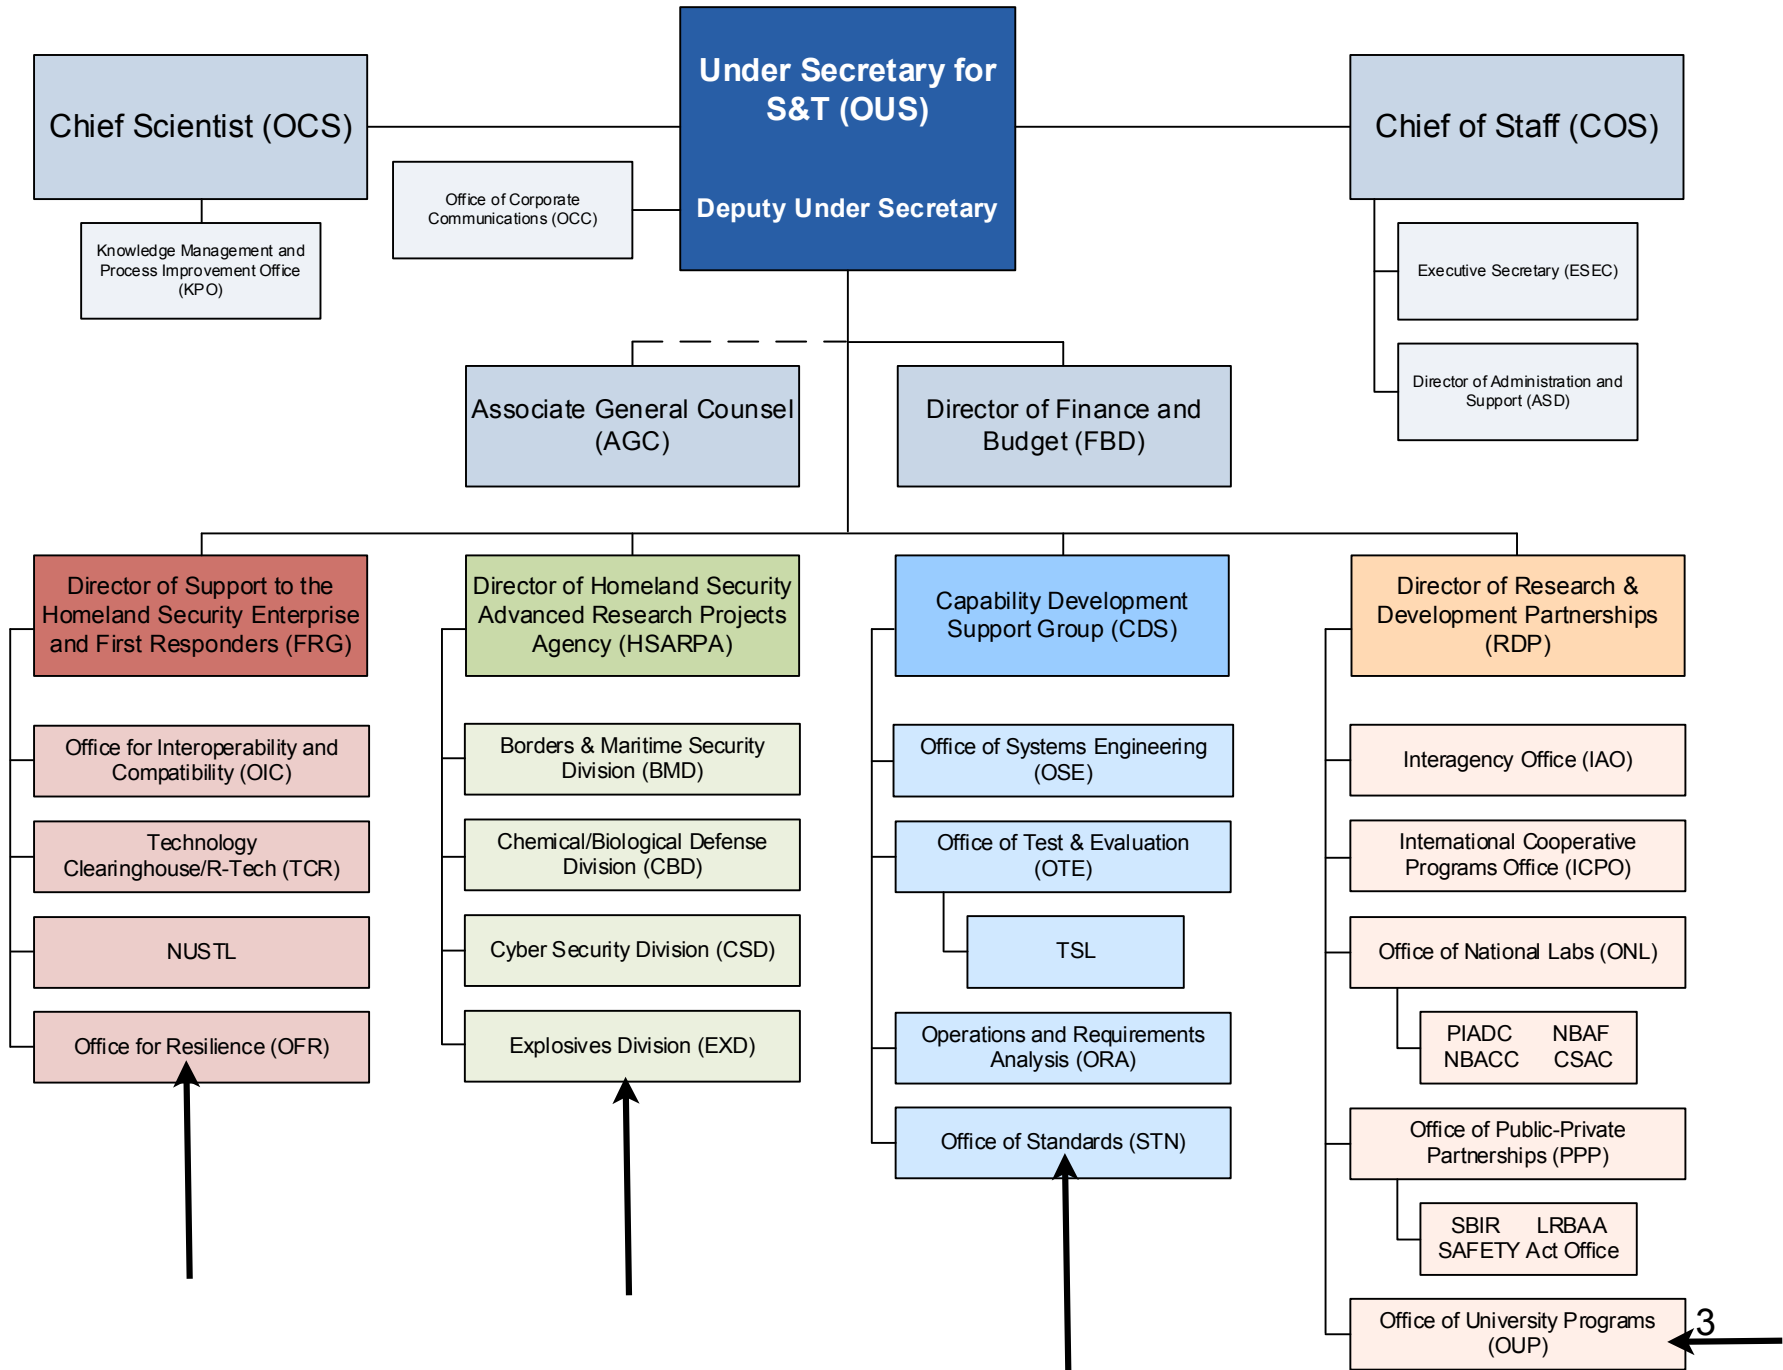 Under Secretary for
S&T (OUS)
Deputy Under Secretary
Chief Scientist (OCS)
Chief of Staff (COS)
Office of Corporate
Communications (OCC)
Knowledge Management and
Process Improvement Office
(KPO)
Executive Secretary (ESEC)
Director of Administration and
Support (ASD)
Associate General Counsel
(AGC)
Director of Finance and
Budget (FBD)
Director of Support to the
Homeland Security Enterprise
and First Responders (FRG)
Office for Interoperability and
Compatibility (OIC)
Technology
Clearinghouse/R-Tech (TCR)
NUSTL
Office for Resilience (OFR)
Director of Homeland Security
Advanced Research Projects
Agency (HSARPA)
Borders & Maritime Security
Division (BMD)
Chemical/Biological Defense
Division (CBD)
Cyber Security Division (CSD)
Explosives Division (EXD)
Capability Development
Support Group (CDS)
Office of Systems Engineering
(OSE)
Office of Test & Evaluation
(OTE)
TSL
Operations and Requirements
Analysis (ORA)
Office of Standards (STN)
Director of Research &
Development Partnerships
(RDP)
Interagency Office (IAO)
International Cooperative
Programs Office (ICPO)
Office of National Labs (ONL)
PIADC NBAF
NBACC CSAC
Office of Public-Private
Partnerships (PPP)
SBIR LRBAA
SAFETY Act Office
Office of University Programs
(OUP)
3